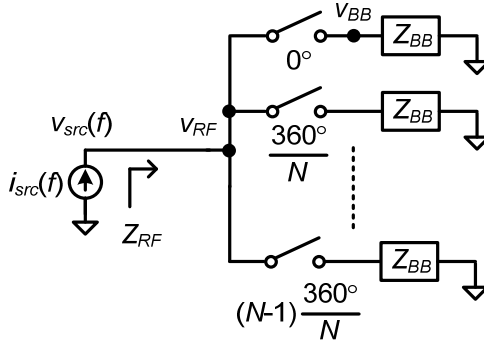 v_BB
Z_BB
0°
v_src(f)
v_RF
Z_BB
360°
N
i_src(f)
Z_RF
Z_BB
(N-1) 360°
N